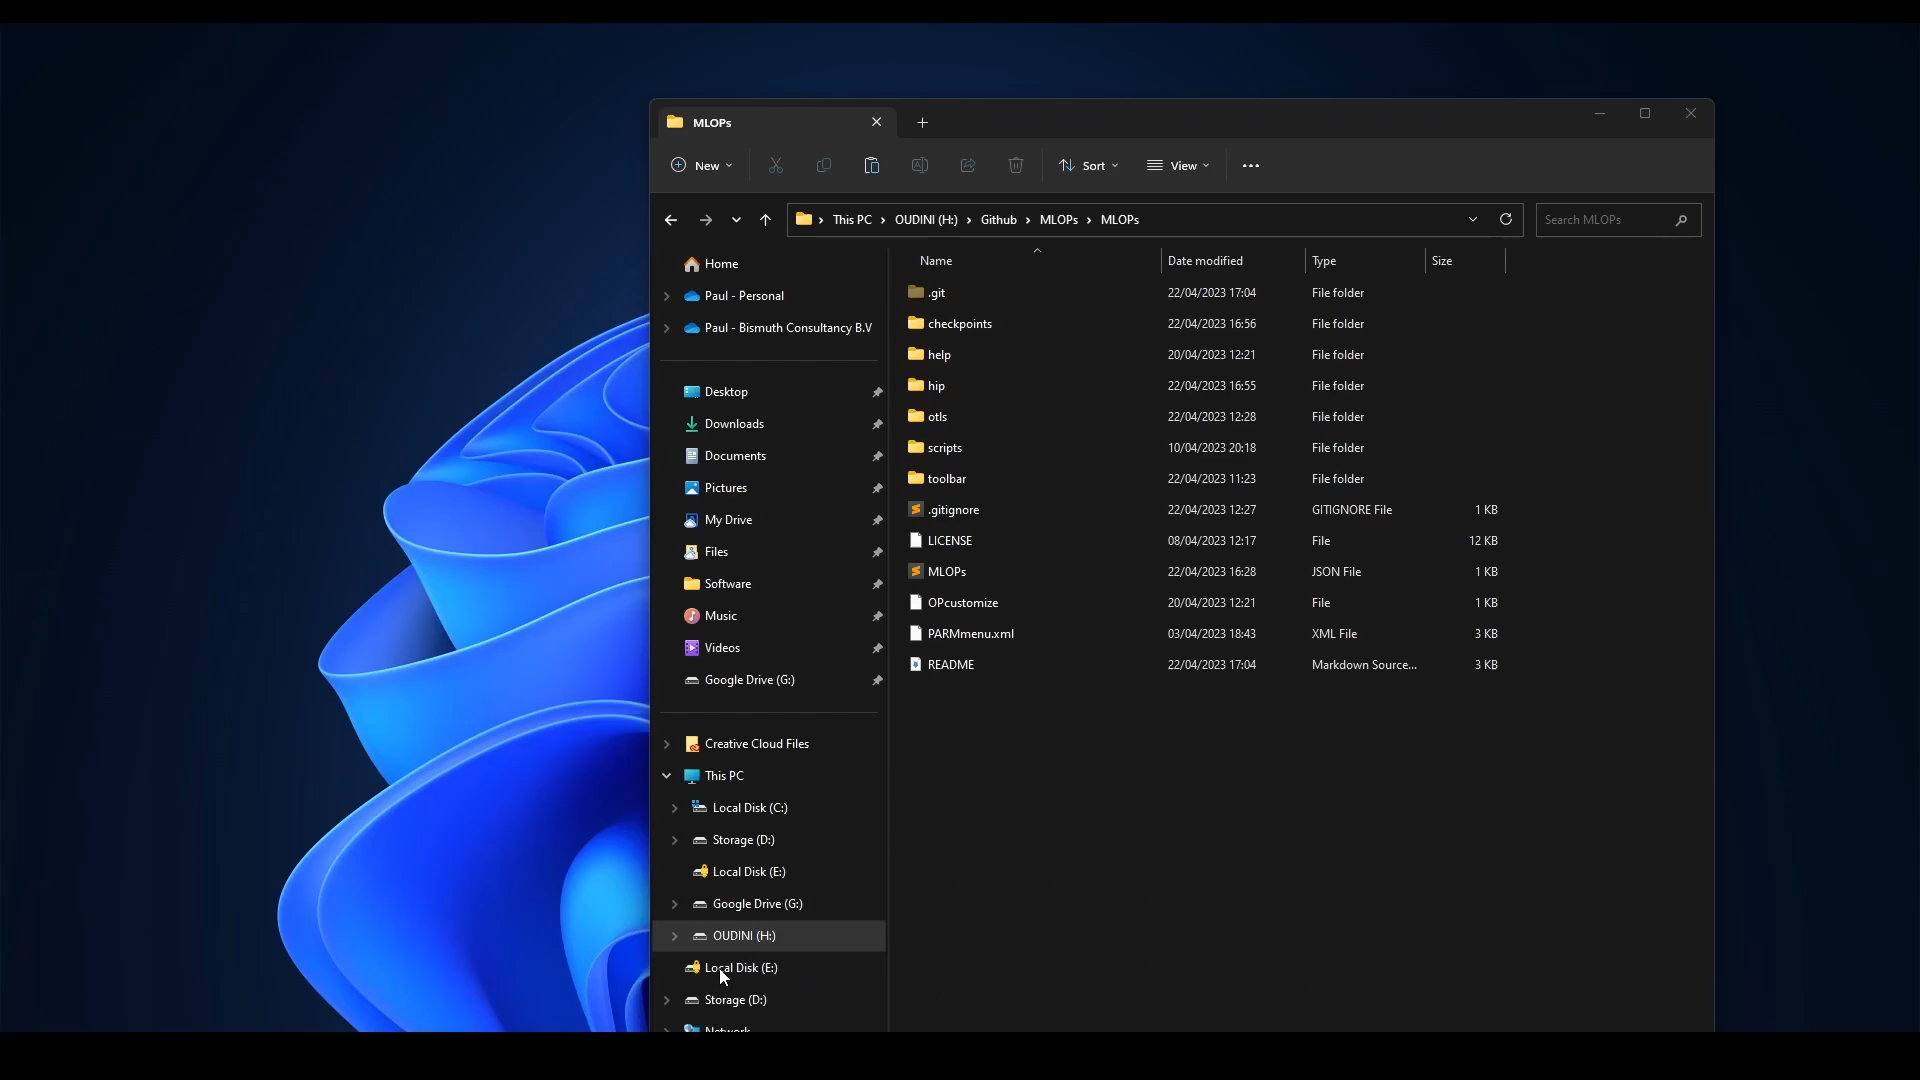 MLOPs
New
Sort
View
This PC > OUDINI (H:) > Github > MLOPs > MLOPs
Search MLOPs
Home
Paul - Personal
Paul - Bismuth Consultancy B.V
Desktop
Downloads
Documents
Pictures
My Drive
Files
Software
Music
Videos
Google Drive (G:)
Creative Cloud Files
This PC
Local Disk (C:)
Storage (D:)
Local Disk (E:)
Google Drive (G:)
OUDINI (H:)
Local Disk (E:)
Storage (D:)
Network
Name Date modified Type Size
.git 22/04/2023 17:04 File folder
checkpoints 22/04/2023 16:56 File folder
help 20/04/2023 12:21 File folder
hip 22/04/2023 16:55 File folder
otls 22/04/2023 12:28 File folder
scripts 10/04/2023 20:18 File folder
toolbar 22/04/2023 11:23 File folder
.gitignore 22/04/2023 12:27 GITIGNORE File 1 KB
LICENSE 08/04/2023 12:17 File 12 KB
MLOPs 22/04/2023 16:28 JSON File 1 KB
OPcustomize 20/04/2023 12:21 File 1 KB
PARMmenu.xml 03/04/2023 18:43 XML File 3 KB
README 22/04/2023 17:04 Markdown Source... 3 KB